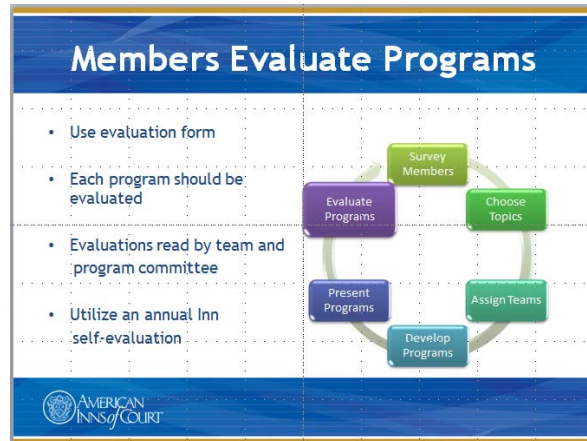 Members Evaluate Programs
• Use evaluation form
• Each program should be
evaluated
• Evaluations read by team and
program committee
• Utilize an annual Inn
self-evaluation
Survey
Members
Choose
Topics
Assign Teams
Develop
Programs
Present
Programs
Evaluate
Programs
AMERICAN
INNS of COURT